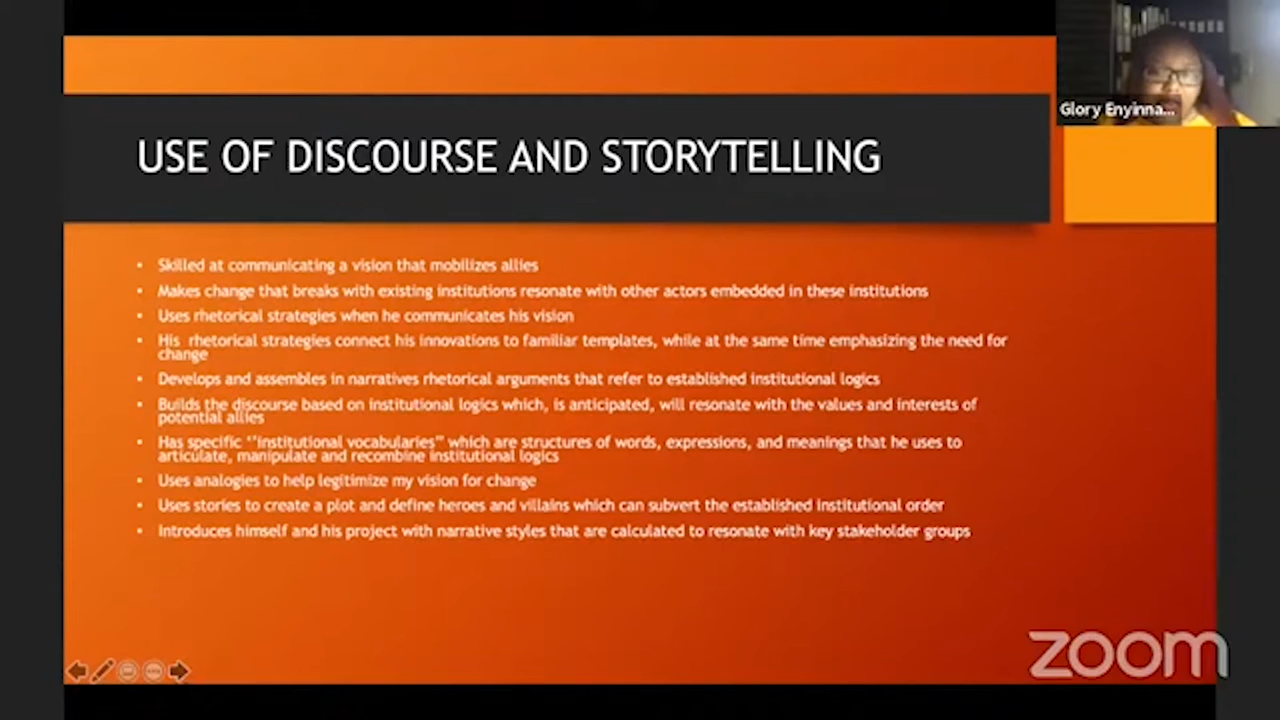 Glory Enyinna...
USE OF DISCOURSE AND STORYTELLING
• Skilled at communicating a vision that mobilizes allies
• Makes change that breaks with existing institutions resonate with other actors embedded in these institutions
• Uses rhetorical strategies when he communicates his vision
• His rhetorical strategies connect his innovations to familiar templates, while at the same time emphasizing the need for
change
• Develops and assembles in narratives rhetorical arguments that refer to established institutional logics
• Builds the discourse based on institutional logics which, is anticipated, will resonate with the values and interests of
potential allies
• Has specific ‘’institutional vocabularies” which are structures of words, expressions, and meanings that he uses to
articulate, manipulate and recombine institutional logics
• Uses analogies to help legitimize my vision for change
• Uses stories to create a plot and define heroes and villains which can subvert the established institutional order
• Introduces himself and his project with narrative styles that are calculated to resonate with key stakeholder groups
zoom